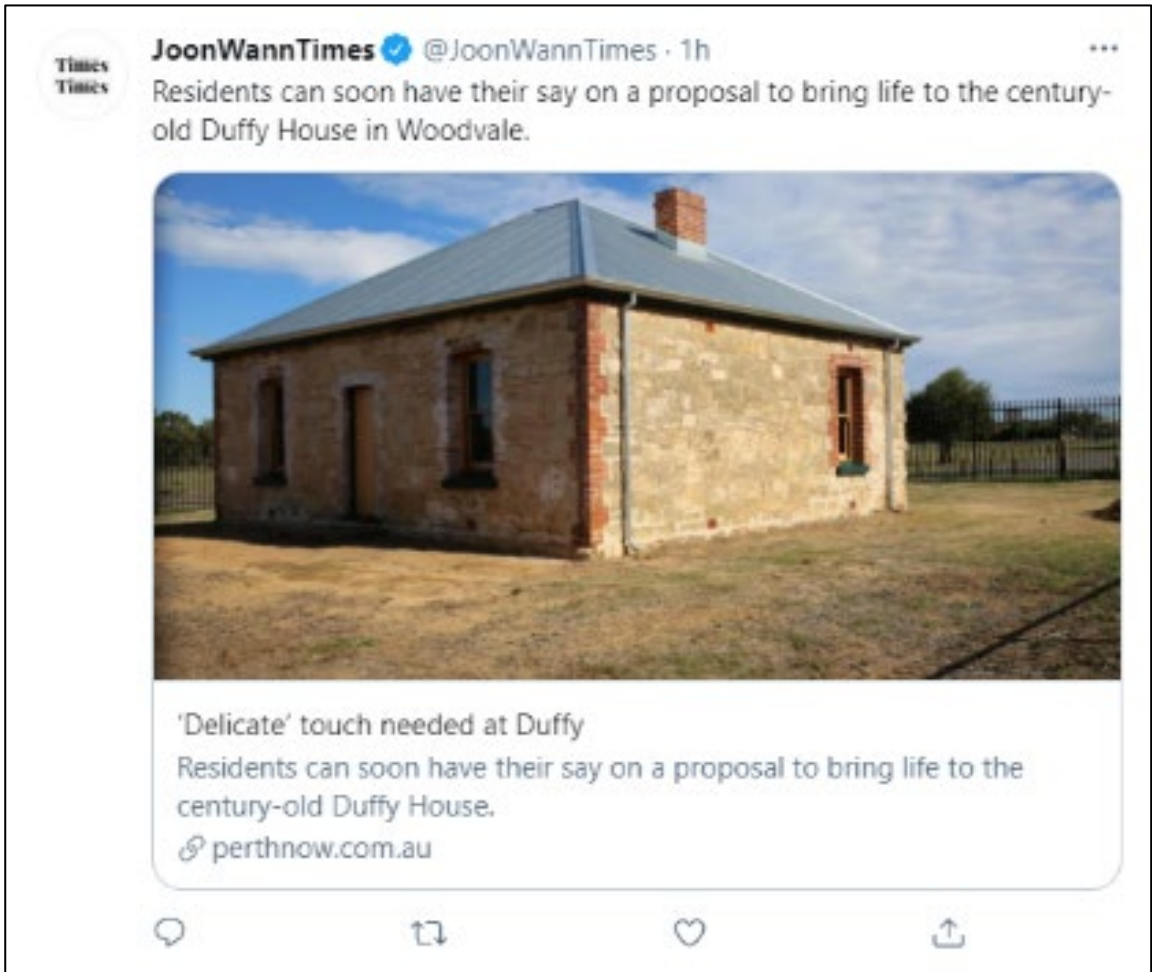 Times
Times
JoonWannTimes @JoonWannTimes · 1h
Residents can soon have their say on a proposal to bring life to the century-
old Duffy House in Woodvale.
'Delicate' touch needed at Duffy
Residents can soon have their say on a proposal to bring life to the
century-old Duffy House.
perthnow.com.au